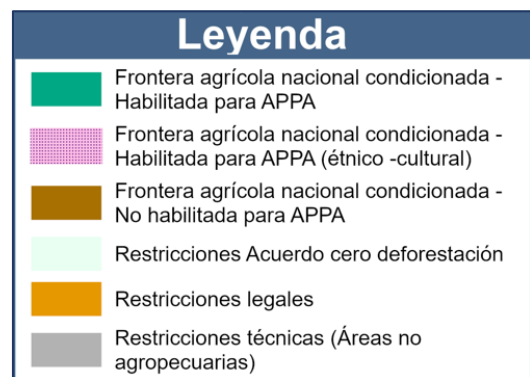 Leyenda
Frontera agrícola nacional condicionada -
Habilitada para APPA
Frontera agrícola nacional condicionada -
Habilitada para APPA (étnico -cultural)
Frontera agrícola nacional condicionada -
No habilitada para APPA
Restricciones Acuerdo cero deforestación
Restricciones legales
Restricciones técnicas (Áreas no
agropecuarias)